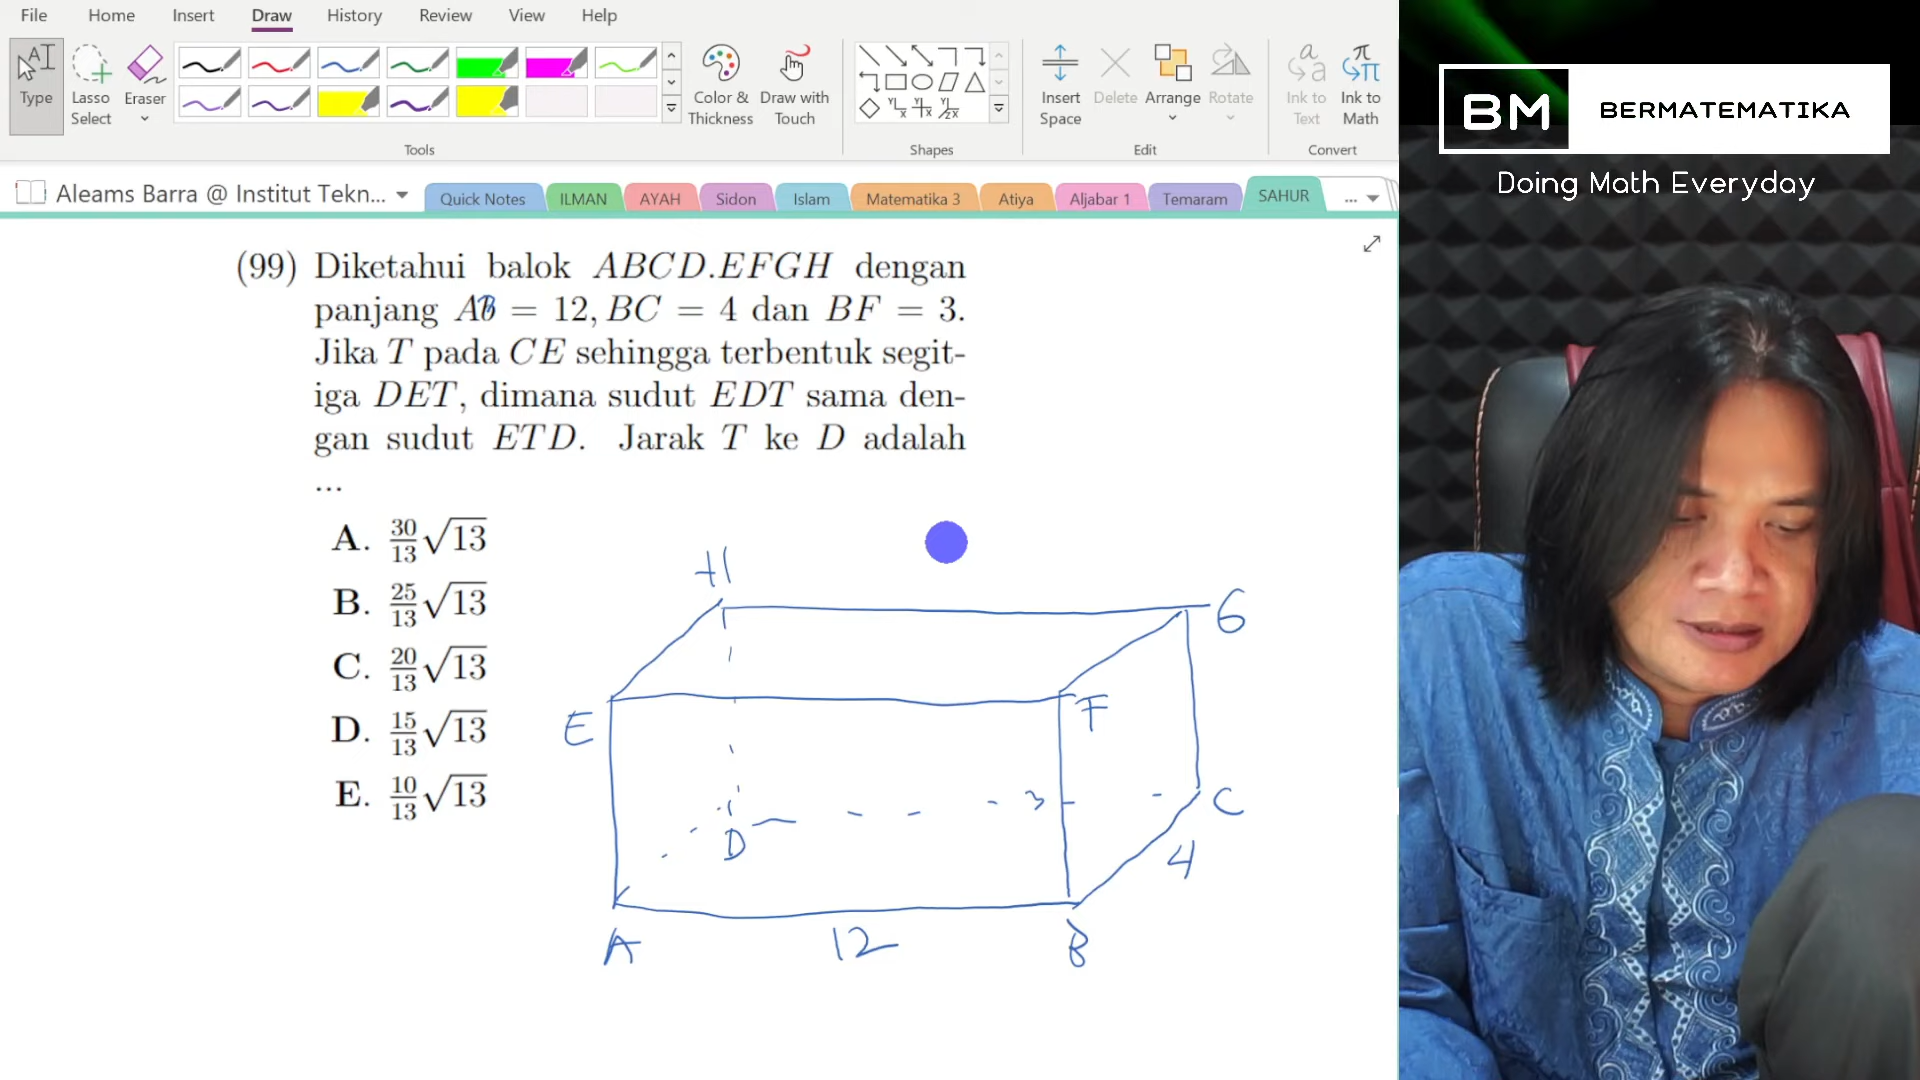 File Home Insert Draw History Review View Help
Type Lasso Select Eraser Color & Thickness Draw with Touch Insert Space Delete Arrange Rotate Ink to Text Ink to Math
Tools Shapes Edit Convert
BM BERMATEMATIKA
Doing Math Everyday
Aleams Barra @ Institut Tekn... Quick Notes ILMAN AYAH Sidon Islam Matematika 3 Atiya Aljabar 1 Temaram SAHUR ...
(99) Diketahui balok ABCD.EFGH dengan
panjang AB = 12, BC = 4 dan BF = 3.
Jika T pada CE sehingga terbentuk segit-
iga DET, dimana sudut EDT sama den-
gan sudut ETD. Jarak T ke D adalah
...
A. 30/13 √13
B. 25/13 √13
C. 20/13 √13
D. 15/13 √13
E. 10/13 √13
H
G
E
F
3
C
D
4
A
12
B